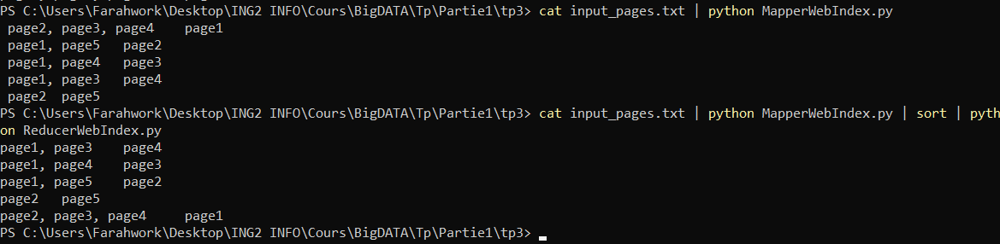 PS C:\Users\Farahwork\Desktop\ING2 INFO\Cours\BigDATA\Tp\Partie1\tp3> cat input_pages.txt | python MapperWebIndex.py
 page2, page3, page4    page1
 page1, page5   page2
 page1, page4   page3
 page1, page3   page4
 page2  page5
PS C:\Users\Farahwork\Desktop\ING2 INFO\Cours\BigDATA\Tp\Partie1\tp3> cat input_pages.txt | python MapperWebIndex.py | sort | pyth
on ReducerWebIndex.py
page1, page3    page4
page1, page4    page3
page1, page5    page2
page2   page5
page2, page3, page4     page1
PS C:\Users\Farahwork\Desktop\ING2 INFO\Cours\BigDATA\Tp\Partie1\tp3>